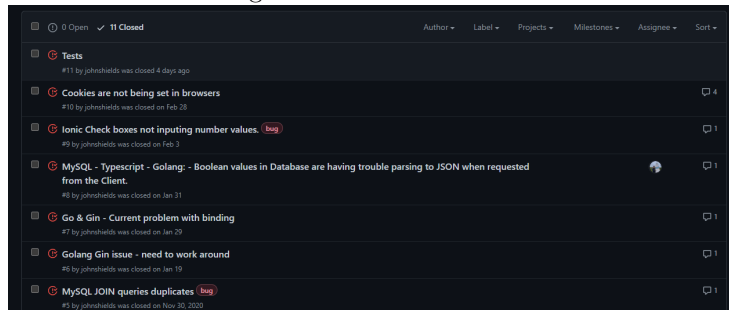 0 Open 11 Closed Author Label Projects Milestones Assignee Sort
Tests
#11 by johnshields was closed 4 days ago
Cookies are not being set in browsers 4
#10 by johnshields was closed on Feb 28
Ionic Check boxes not inputing number values. bug 1
#9 by johnshields was closed on Feb 3
MySQL - Typescript - Golang: - Boolean values in Database are having trouble parsing to JSON when requested 1
from the Client.
#8 by johnshields was closed on Jan 31
Go & Gin - Current problem with binding 1
#7 by johnshields was closed on Jan 29
Golang Gin issue - need to work around 1
#6 by johnshields was closed on Jan 19
MySQL JOIN queries duplicates bug 1
#5 by johnshields was closed on Nov 30, 2020